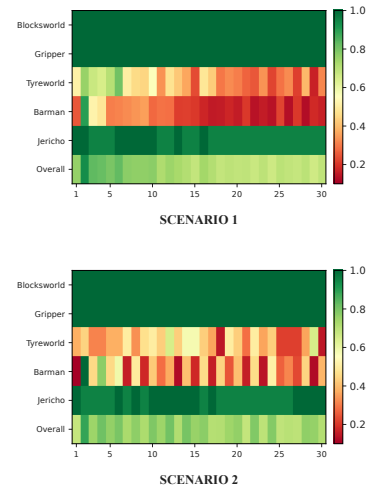 Blocksworld
Gripper
Tyreworld
Barman
Jericho
Overall
1 5 10 15 20 25 30
1.0
0.8
0.6
0.4
0.2
SCENARIO 1
Blocksworld
Gripper
Tyreworld
Barman
Jericho
Overall
1 5 10 15 20 25 30
1.0
0.8
0.6
0.4
0.2
SCENARIO 2